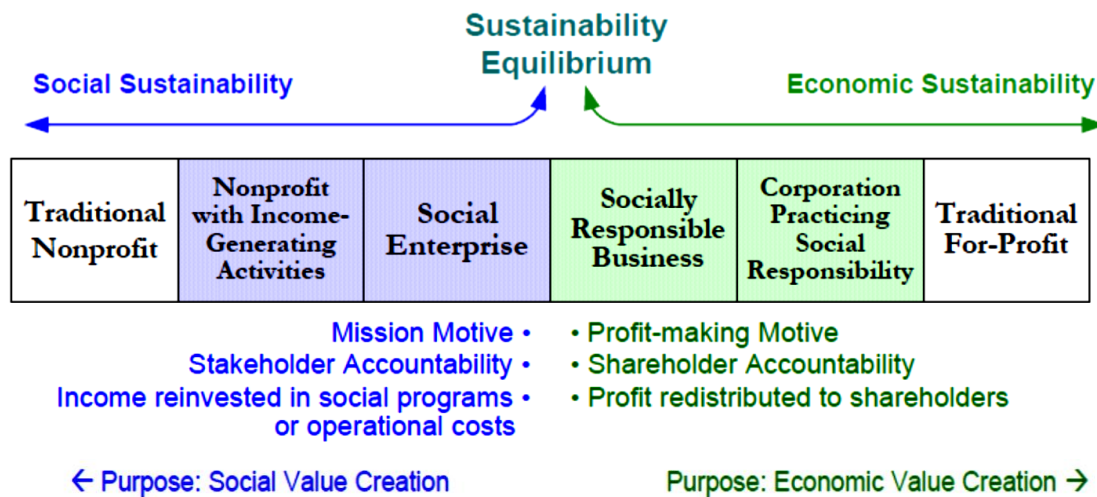 Sustainability
Equilibrium
Social Sustainability
Economic Sustainability
Traditional
Nonprofit
Nonprofit
with Income-
Generating
Activities
Social
Enterprise
Socially
Responsible
Business
Corporation
Practicing
Social
Responsibility
Traditional
For-Profit
Mission Motive •
Stakeholder Accountability •
Income reinvested in social programs •
or operational costs
• Profit-making Motive
• Shareholder Accountability
• Profit redistributed to shareholders
← Purpose: Social Value Creation
Purpose: Economic Value Creation →